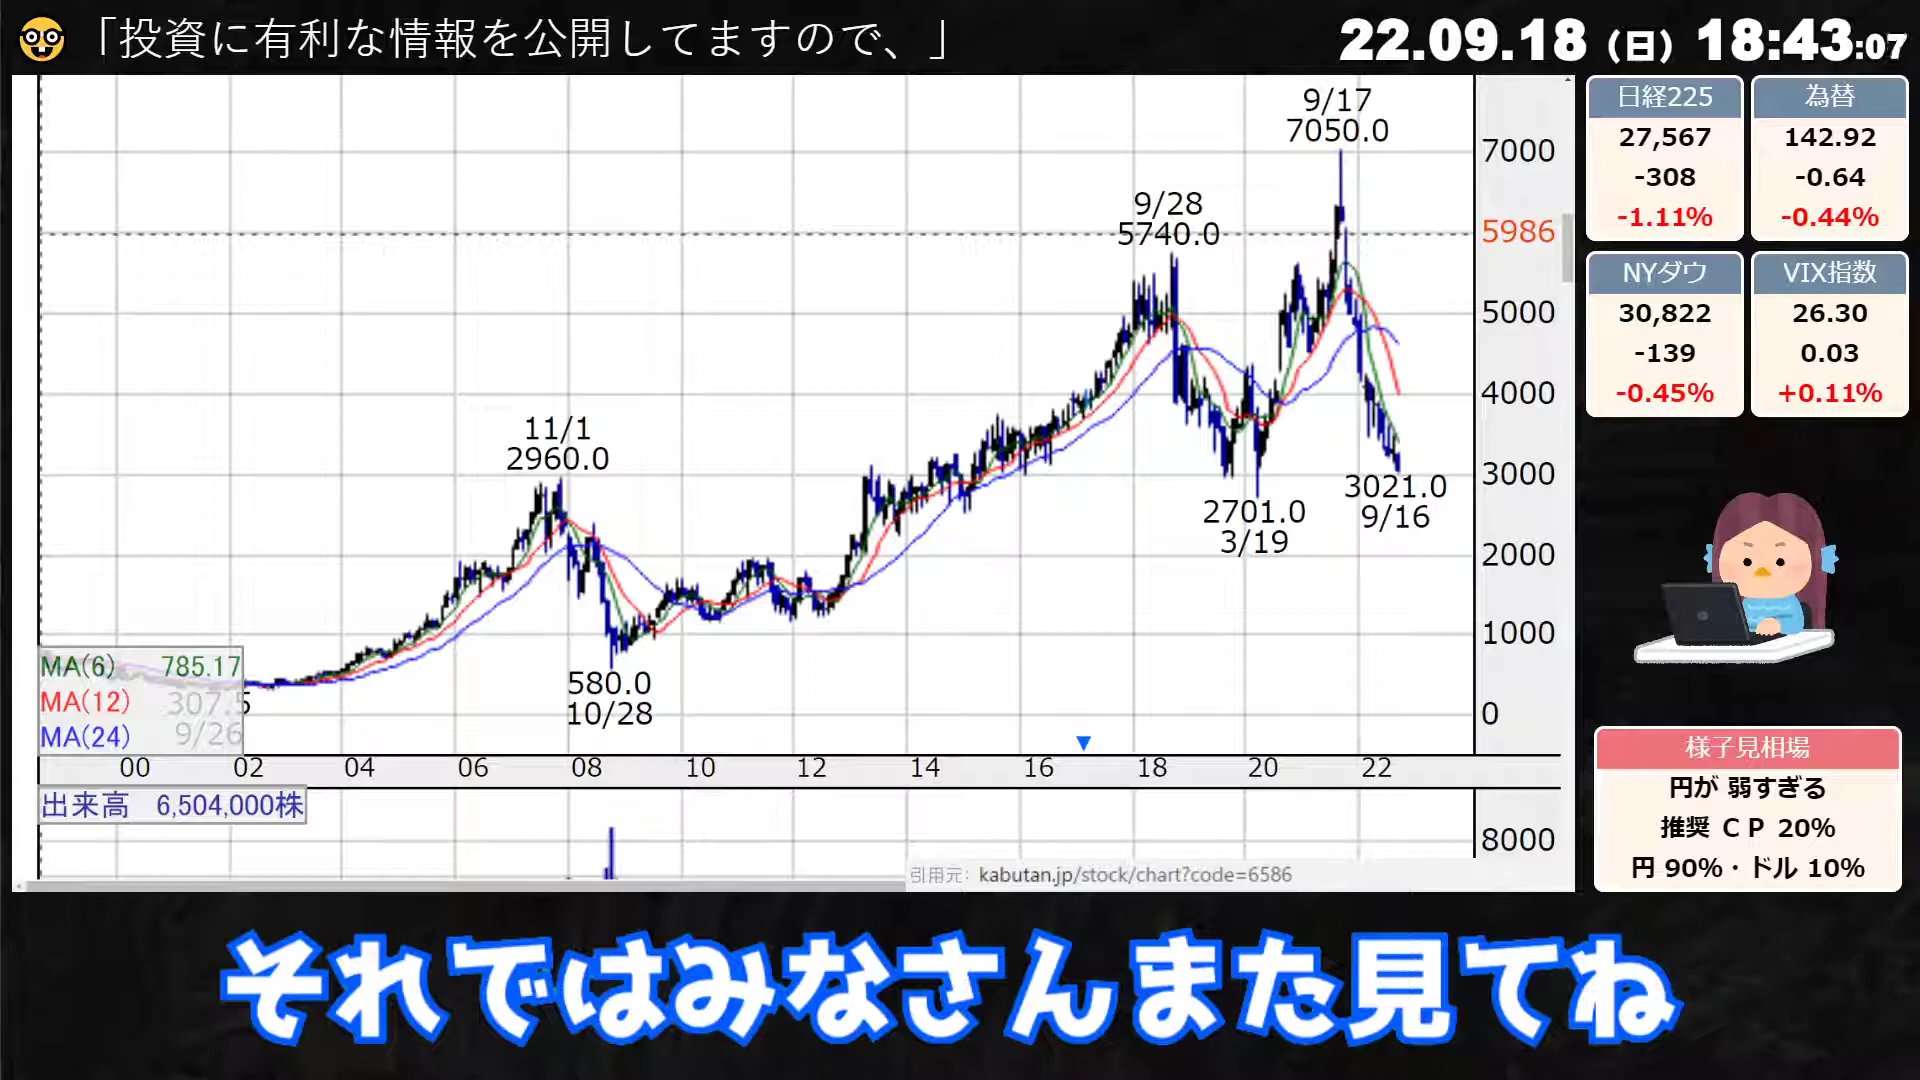 「投資に有利な情報を公開してますので、」
22.09.18（日）18:43:07
日経225
27,567
-308
-1.11%
為替
142.92
-0.64
-0.44%
NYダウ
30,822
-139
-0.45%
VIX指数
26.30
0.03
+0.11%
9/17
7050.0
9/28
5740.0
11/1
2960.0
580.0
10/28
2701.0
3/19
3021.0
9/16
7000
5986
5000
4000
3000
2000
1000
0
MA(6) 785.17
MA(12)
307.5
MA(24)
9/26
00 02 04 06 08 10 12 14 16 18 20 22
出来高 6,504,000株
8000
引用元: kabutan.jp/stock/chart?code=6586
様子見相場
円が 弱すぎる
推奨 ＣＰ 20%
円 90%・ドル 10%
それではみなさんまた見てね